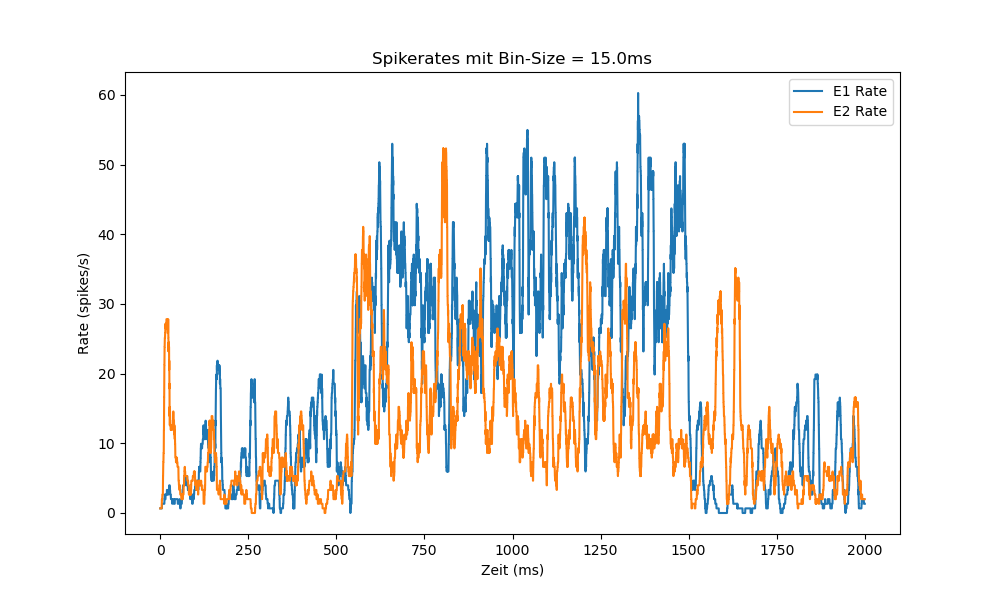 Spikerates mit Bin-Size = 15.0ms
E1 Rate
E2 Rate
60
50
40
30
20
10
0
Rate (spikes/s)
0 250 500 750 1000 1250 1500 1750 2000
Zeit (ms)